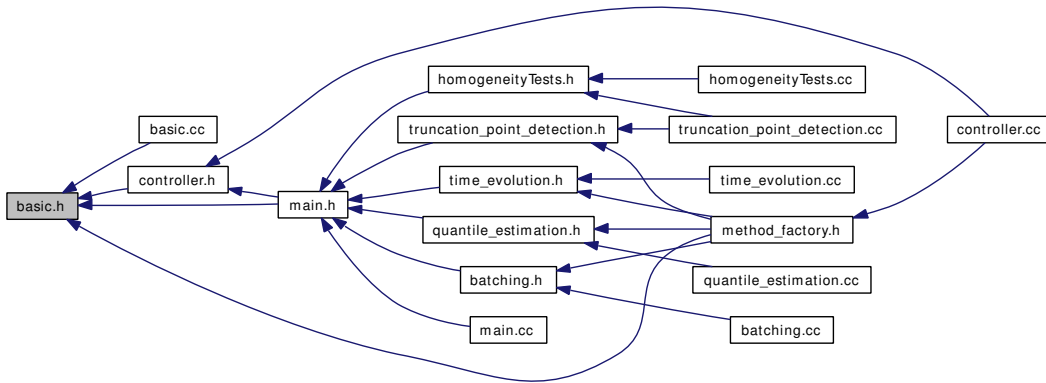 homogeneityTests.h
homogeneityTests.cc
basic.cc
truncation_point_detection.h
truncation_point_detection.cc
controller.cc
controller.h
time_evolution.h
time_evolution.cc
basic.h
main.h
quantile_estimation.h
method_factory.h
batching.h
quantile_estimation.cc
main.cc
batching.cc